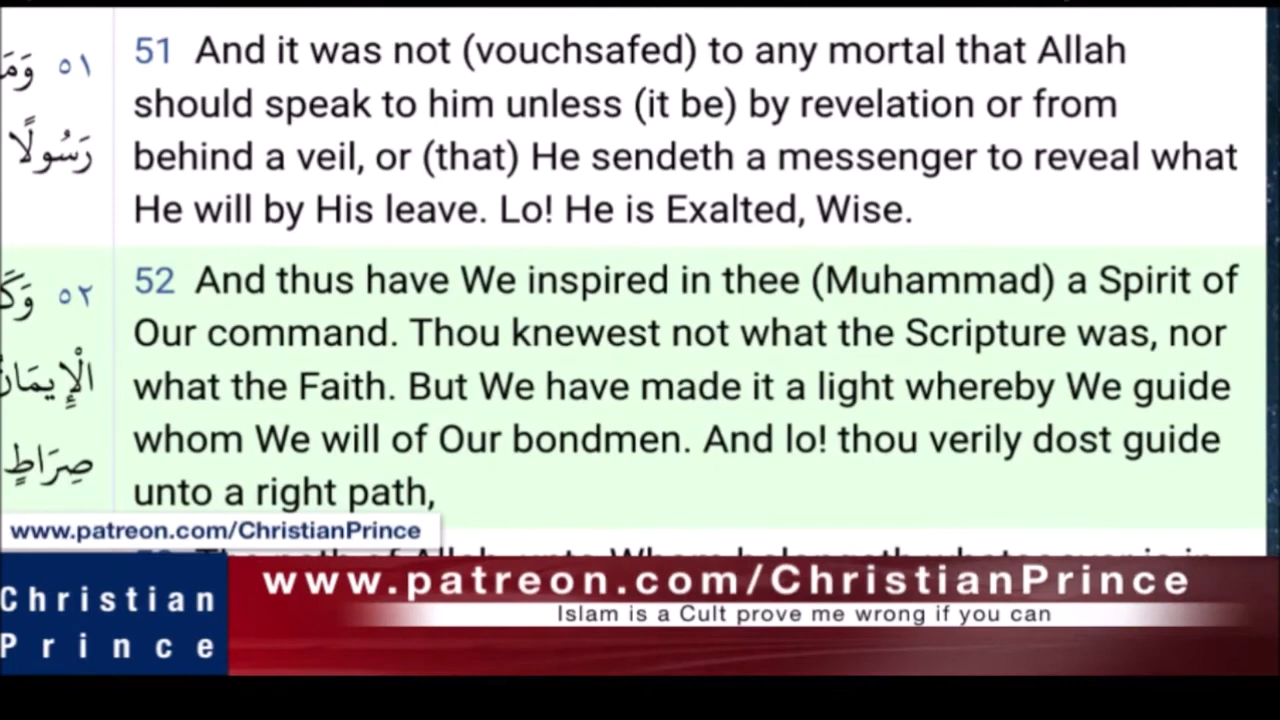 51 And it was not (vouchsafed) to any mortal that Allah
٥١
should speak to him unless (it be) by revelation or from
behind a veil, or (that) He sendeth a messenger to reveal what
رَسُولًا
He will by His leave. Lo! He is Exalted, Wise.
52 And thus have We inspired in thee (Muhammad) a Spirit of
٥٢
Our command. Thou knewest not what the Scripture was, nor
what the Faith. But We have made it a light whereby We guide
whom We will of Our bondmen. And lo! thou verily dost guide
صِرَاطٍ
unto a right path,
www.patreon.com/ChristianPrince
www.patreon.com/ChristianPrince
Islam is a Cult prove me wrong if you can
Christian
Prince